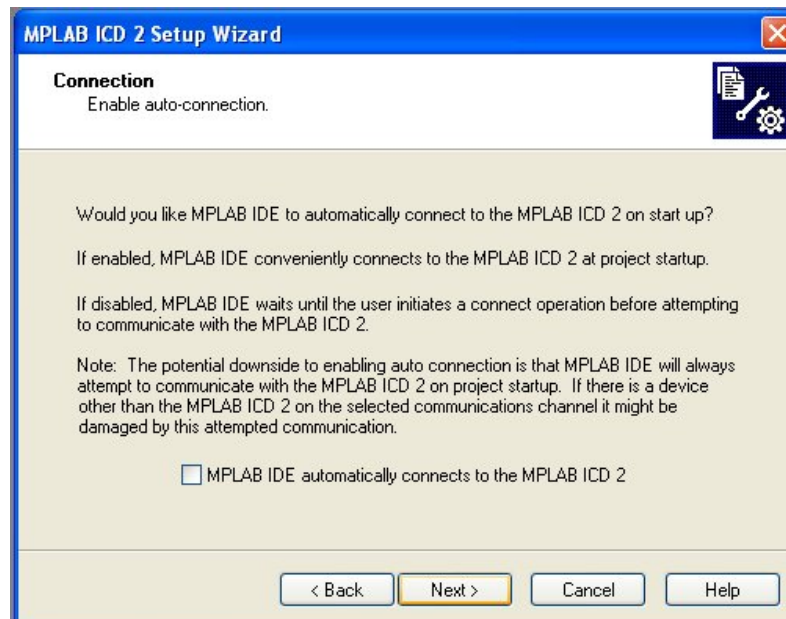 MPLAB ICD 2 Setup Wizard
Connection
Enable auto-connection.
Would you like MPLAB IDE to automatically connect to the MPLAB ICD 2 on start up?
If enabled, MPLAB IDE conveniently connects to the MPLAB ICD 2 at project startup.
If disabled, MPLAB IDE waits until the user initiates a connect operation before attempting
to communicate with the MPLAB ICD 2.
Note: The potential downside to enabling auto connection is that MPLAB IDE will always
attempt to communicate with the MPLAB ICD 2 on project startup. If there is a device
other than the MPLAB ICD 2 on the selected communications channel it might be
damaged by this attempted communication.
MPLAB IDE automatically connects to the MPLAB ICD 2
< Back Next > Cancel Help